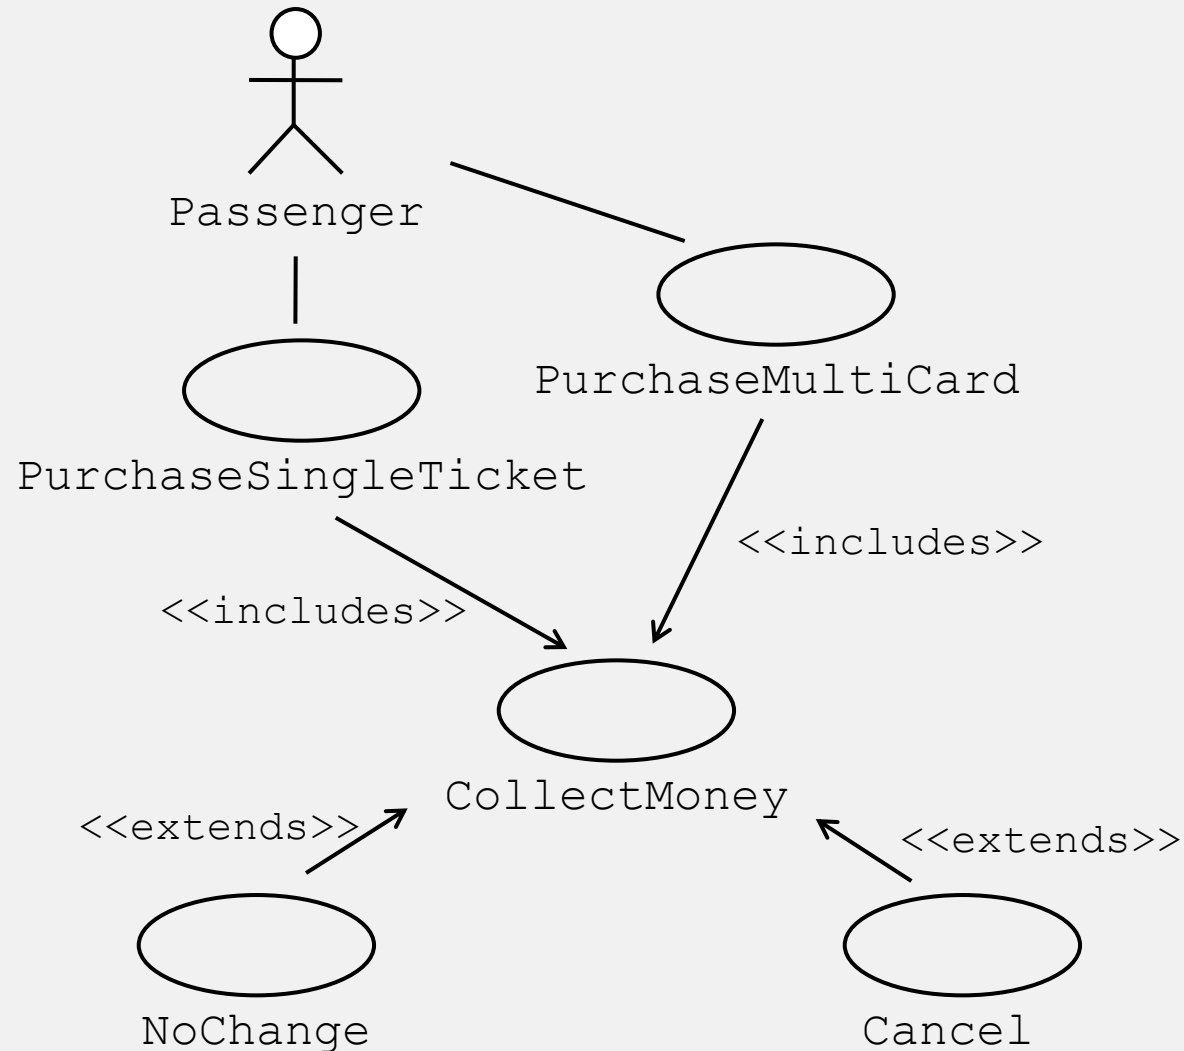 Passenger
PurchaseMultiCard
PurchaseSingleTicket
<<includes>>
<<includes>>
CollectMoney
<<extends>>
<<extends>>
NoChange
Cancel